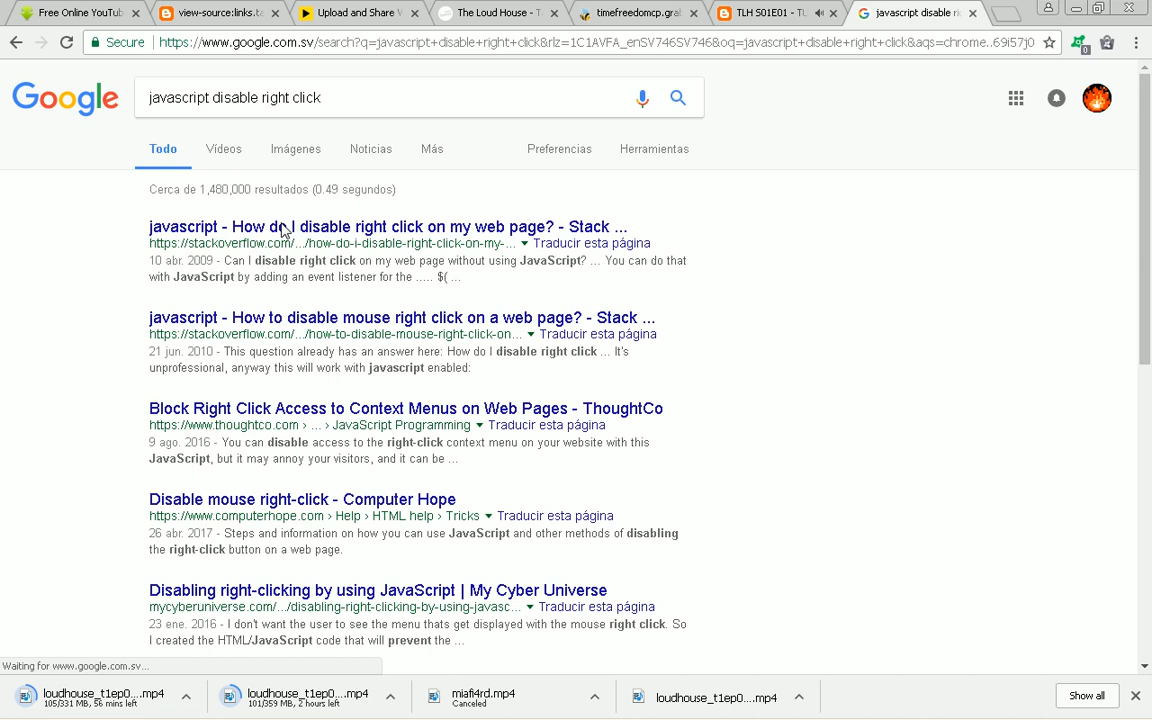 Free Online YouTub
view-source:links.ta
Upload and Share V
The Loud House - T
timefreedomcp.grab
TLH S01E01 - TL
javascript disable ri
Secure
https://www.google.com.sv/search?q=javascript+disable+right+click&rlz=1C1AVFA_enSV746SV746&oq=javascript+disable+right+click&aqs=chrome..69i57j0
0
Google
javascript disable right click
Todo Vídeos Imágenes Noticias Más Preferencias Herramientas
Cerca de 1,480,000 resultados (0.49 segundos)
javascript - How do I disable right click on my web page? - Stack ...
https://stackoverflow.com/.../how-do-i-disable-right-click-on-my-... ▼ Traducir esta página
10 abr. 2009 - Can I disable right click on my web page without using JavaScript? ... You can do that
with JavaScript by adding an event listener for the ..... $( ...
javascript - How to disable mouse right click on a web page? - Stack ...
https://stackoverflow.com/.../how-to-disable-mouse-right-click-on... ▼ Traducir esta página
21 jun. 2010 - This question already has an answer here: How do I disable right click ... It's
unprofessional, anyway this will work with javascript enabled:
Block Right Click Access to Context Menus on Web Pages - ThoughtCo
https://www.thoughtco.com › ... › JavaScript Programming ▼ Traducir esta página
9 ago. 2016 - You can disable access to the right-click context menu on your website with this
JavaScript, but it may annoy your visitors, and it can be ...
Disable mouse right-click - Computer Hope
https://www.computerhope.com › Help › HTML help › Tricks ▼ Traducir esta página
26 abr. 2017 - Steps and information on how you can use JavaScript and other methods of disabling
the right-click button on a web page.
Disabling right-clicking by using JavaScript | My Cyber Universe
mycyberuniverse.com/.../disabling-right-clicking-by-using-javasc... ▼ Traducir esta página
23 ene. 2016 - I don't want the user to see the menu thats get displayed with the mouse right click. So
I created the HTML/JavaScript code that will prevent the ...
Waiting for www.google.com.sv...
loudhouse_t1ep0....mp4
105/331 MB, 56 mins left
loudhouse_t1ep0....mp4
101/359 MB, 2 hours left
miafi4rd.mp4
Canceled
loudhouse_t1ep0....mp4
Show all